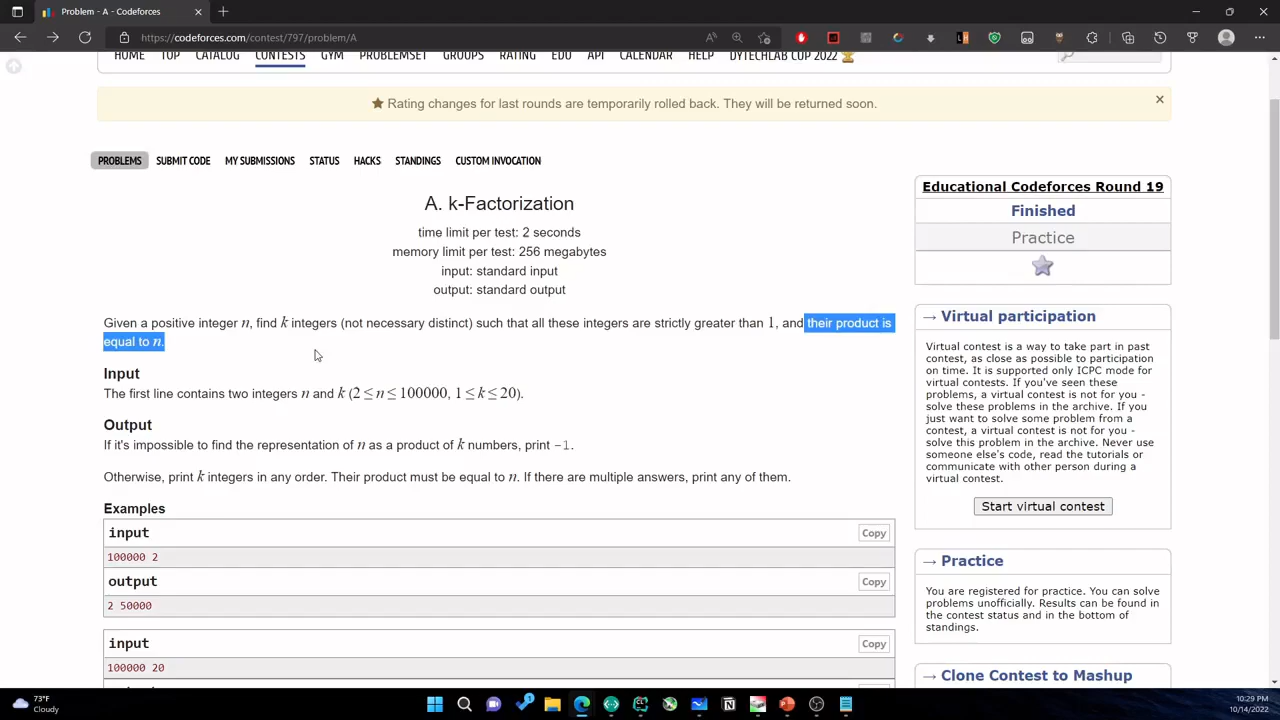 Problem - A - Codeforces
https://codeforces.com/contest/797/problem/A
HOME TOP CATALOG CONTESTS GYM PROBLEMSET GROUPS RATING EDU API CALENDAR HELP DYTECHLAB CUP 2022
Rating changes for last rounds are temporarily rolled back. They will be returned soon.
PROBLEMS SUBMIT CODE MY SUBMISSIONS STATUS HACKS STANDINGS CUSTOM INVOCATION
A. k-Factorization
time limit per test: 2 seconds
memory limit per test: 256 megabytes
input: standard input
output: standard output
Given a positive integer n, find k integers (not necessary distinct) such that all these integers are strictly greater than 1, and their product is
equal to n.
Input
The first line contains two integers n and k (2 ≤ n ≤ 100000, 1 ≤ k ≤ 20).
Output
If it's impossible to find the representation of n as a product of k numbers, print -1.
Otherwise, print k integers in any order. Their product must be equal to n. If there are multiple answers, print any of them.
Examples
input
Copy
100000 2
output
Copy
2 50000
input
Copy
100000 20
Educational Codeforces Round 19
Finished
Practice
→ Virtual participation
Virtual contest is a way to take part in past
contest, as close as possible to participation
on time. It is supported only ICPC mode for
virtual contests. If you've seen these
problems, a virtual contest is not for you -
solve these problems in the archive. If you
just want to solve some problem from a
contest, a virtual contest is not for you -
solve this problem in the archive. Never use
someone else's code, read the tutorials or
communicate with other person during a
virtual contest.
Start virtual contest
→ Practice
You are registered for practice. You can solve
problems unofficially. Results can be found in
the contest status and in the bottom of
standings.
→ Clone Contest to Mashup
73°F
Cloudy
10:29 PM
10/14/2022